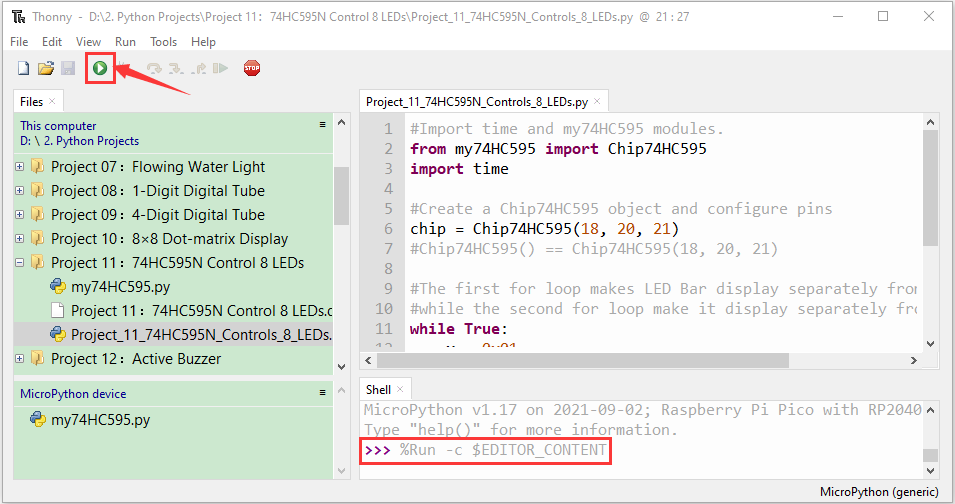 Thonny - D:\2. Python Projects\Project 11：74HC595N Control 8 LEDs\Project_11_74HC595N_Controls_8_LEDs.py @ 21 : 27
File Edit View Run Tools Help
STOP
Files
This computer
D: \ 2. Python Projects
Project 07：Flowing Water Light
Project 08：1-Digit Digital Tube
Project 09：4-Digit Digital Tube
Project 10：8×8 Dot-matrix Display
Project 11：74HC595N Control 8 LEDs
my74HC595.py
Project 11：74HC595N Control 8 LEDs.c
Project_11_74HC595N_Controls_8_LEDs.
Project 12：Active Buzzer
MicroPython device
my74HC595.py
Project_11_74HC595N_Controls_8_LEDs.py
1 #Import time and my74HC595 modules.
2 from my74HC595 import Chip74HC595
3 import time
4
5 #Create a Chip74HC595 object and configure pins
6 chip = Chip74HC595(18, 20, 21)
7 #Chip74HC595() == Chip74HC595(18, 20, 21)
8
9 #The first for loop makes LED Bar display separately from
10 #while the second for loop make it display separately fro
11 while True:
Shell
MicroPython v1.17 on 2021-09-02; Raspberry Pi Pico with RP2040
Type "help()" for more information.
>>> %Run -c $EDITOR_CONTENT
MicroPython (generic)